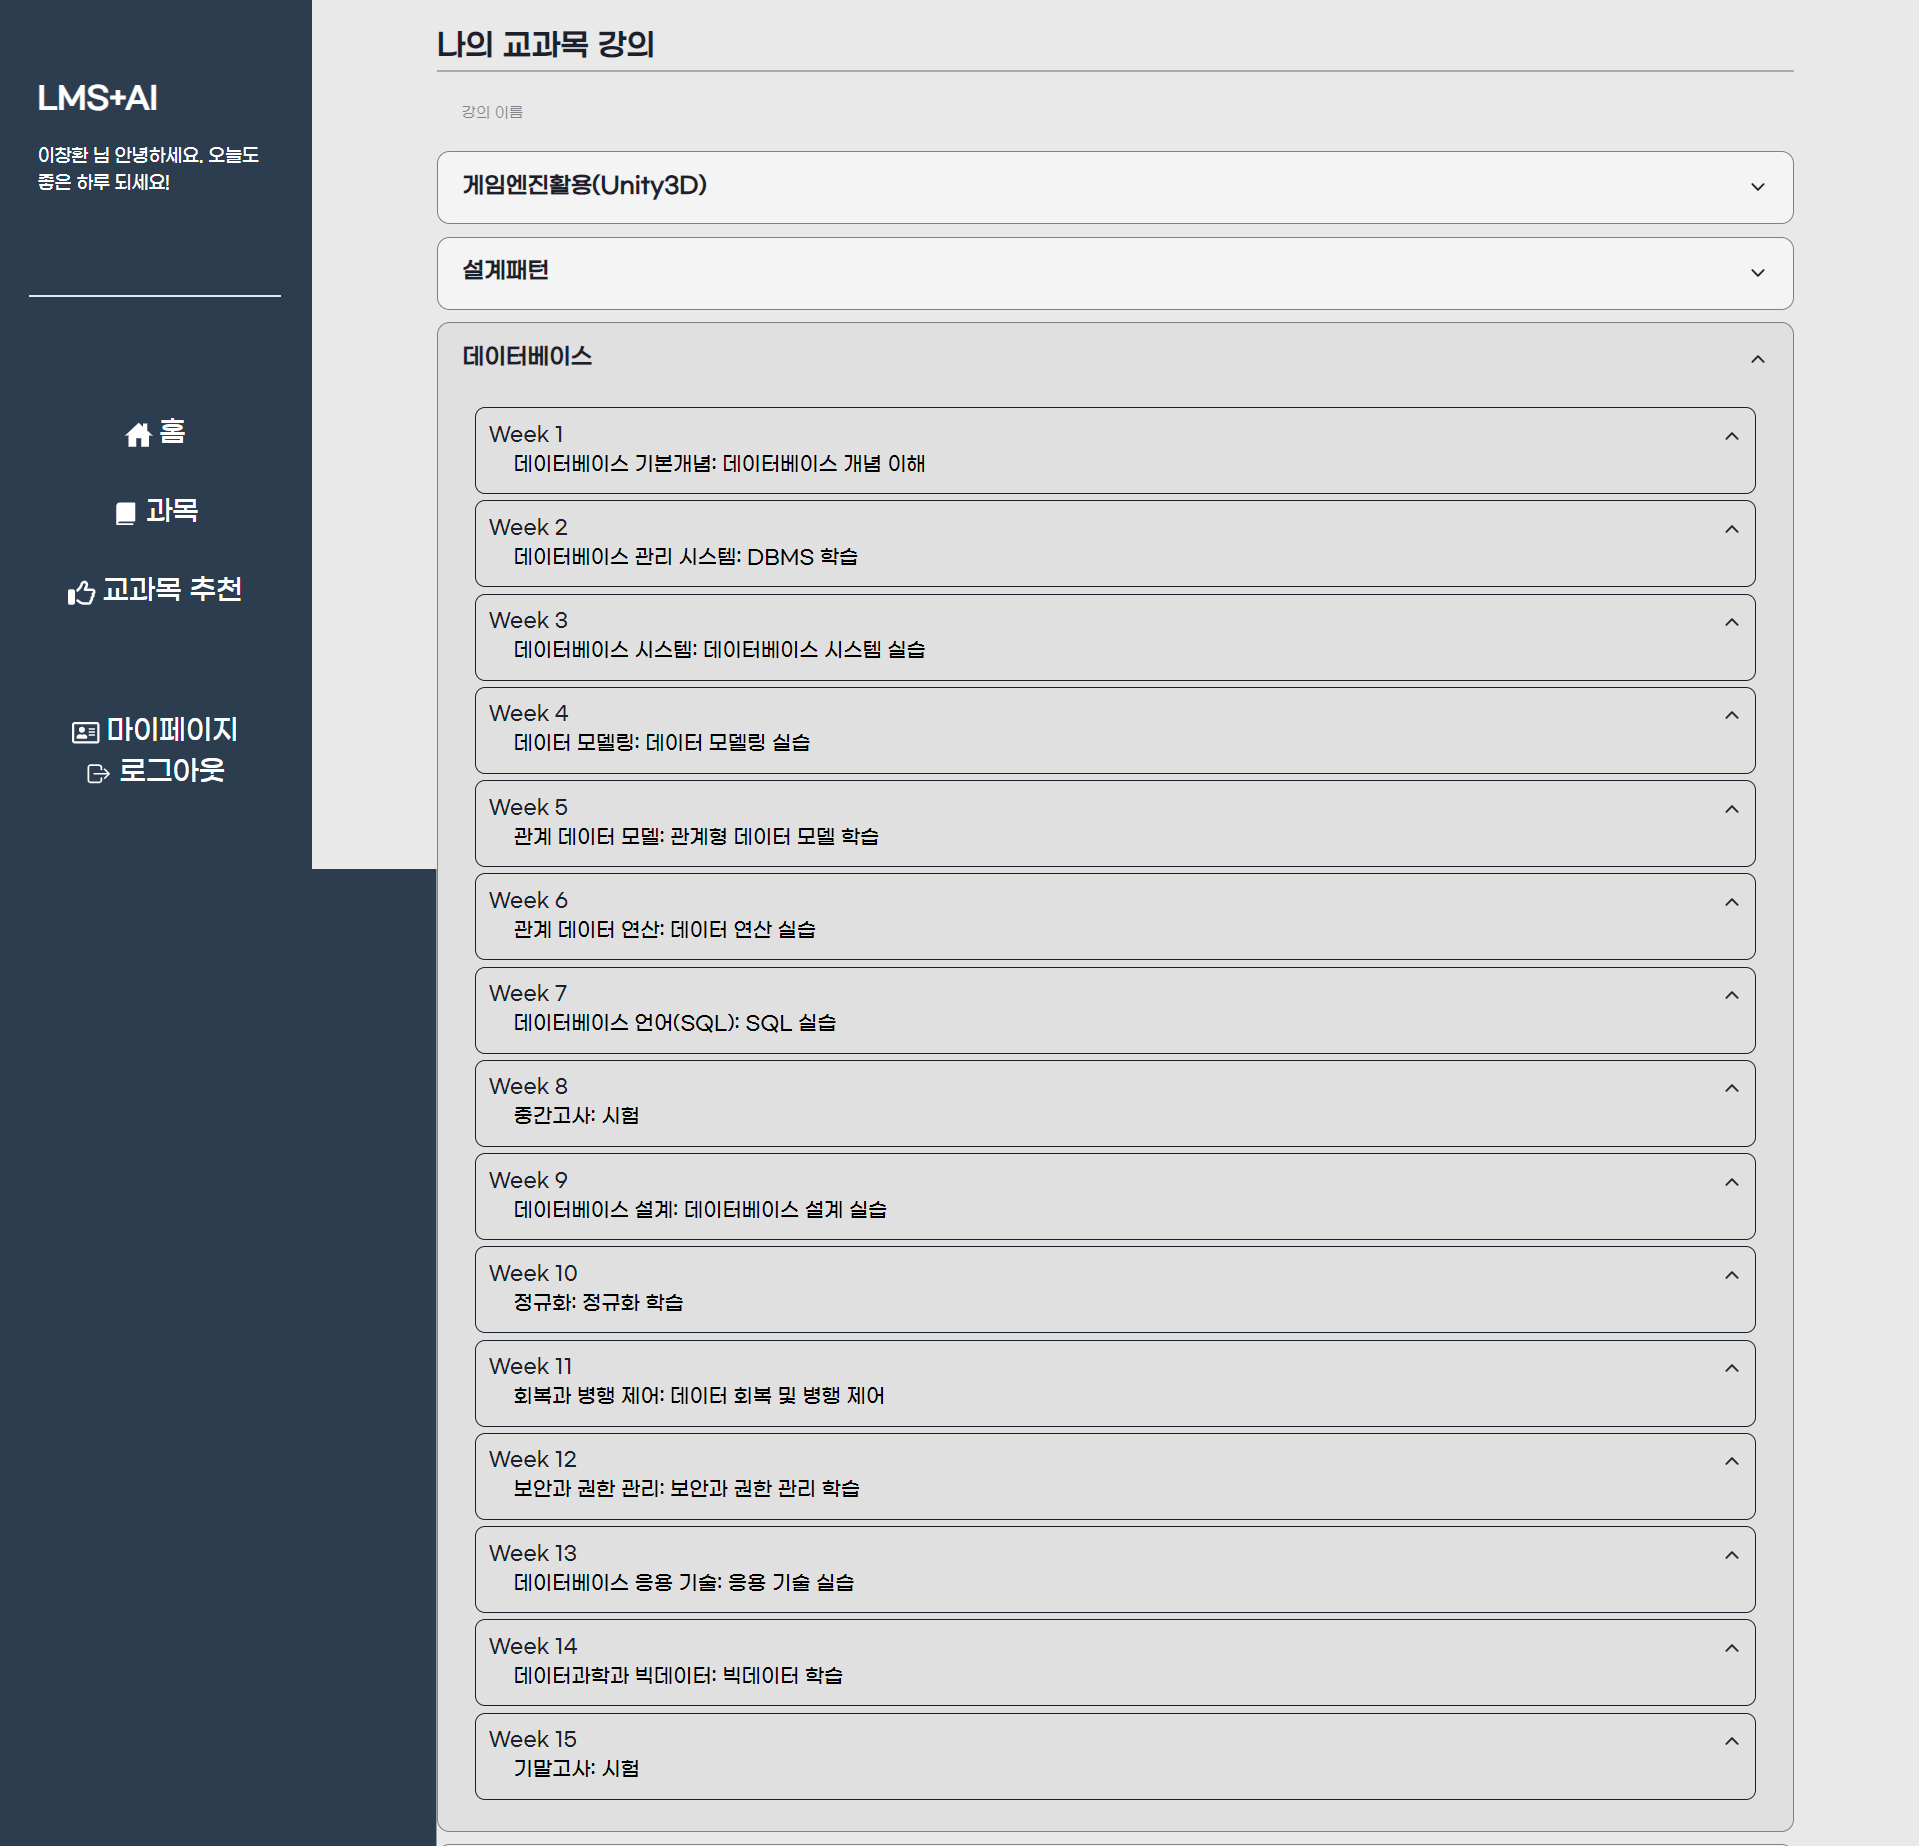 LMS+AI
이창환 님 안녕하세요. 오늘도
좋은 하루 되세요!
홈
과목
교과목 추천
마이페이지
로그아웃
나의 교과목 강의
강의 이름
게임엔진활용(Unity3D)
설계패턴
데이터베이스
Week 1
데이터베이스 기본개념: 데이터베이스 개념 이해
Week 2
데이터베이스 관리 시스템: DBMS 학습
Week 3
데이터베이스 시스템: 데이터베이스 시스템 실습
Week 4
데이터 모델링: 데이터 모델링 실습
Week 5
관계 데이터 모델: 관계형 데이터 모델 학습
Week 6
관계 데이터 연산: 데이터 연산 실습
Week 7
데이터베이스 언어(SQL): SQL 실습
Week 8
중간고사: 시험
Week 9
데이터베이스 설계: 데이터베이스 설계 실습
Week 10
정규화: 정규화 학습
Week 11
회복과 병행 제어: 데이터 회복 및 병행 제어
Week 12
보안과 권한 관리: 보안과 권한 관리 학습
Week 13
데이터베이스 응용 기술: 응용 기술 실습
Week 14
데이터과학과 빅데이터: 빅데이터 학습
Week 15
기말고사: 시험